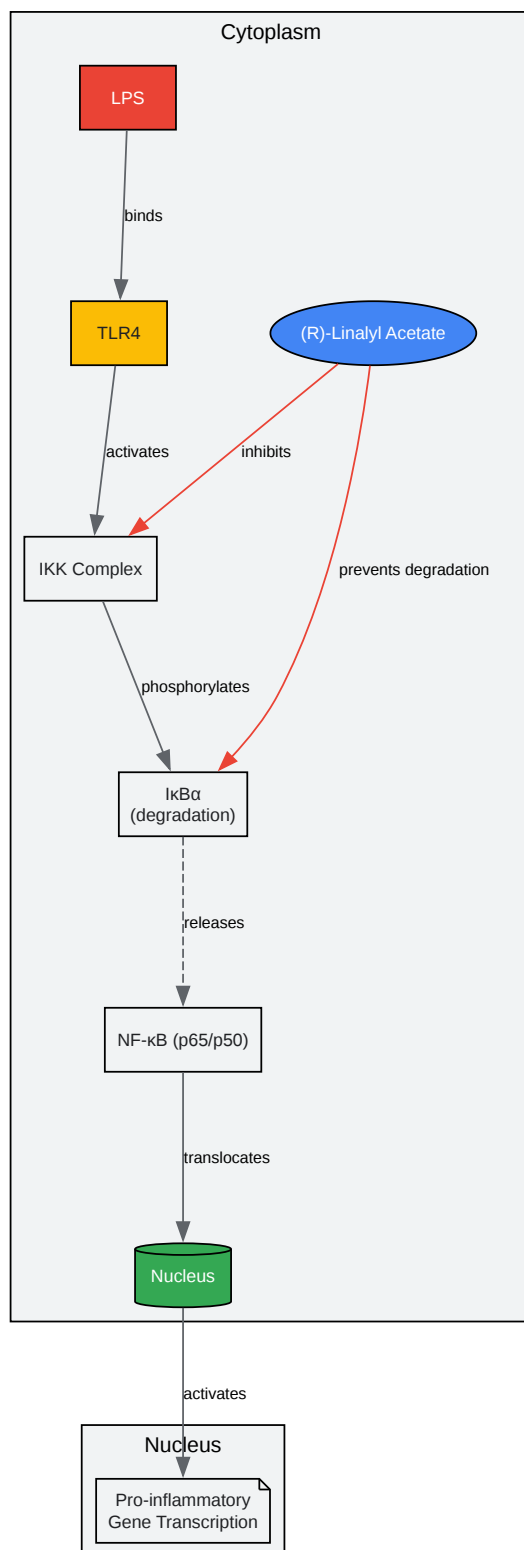 Cytoplasm
LPS
binds
TLR4
(R)-Linalyl Acetate
activates
inhibits
IKK Complex
prevents degradation
phosphorylates
IκBα
(degradation)
releases
NF-κB (p65/p50)
translocates
Nucleus
activates
Nucleus
Pro-inflammatory
Gene Transcription